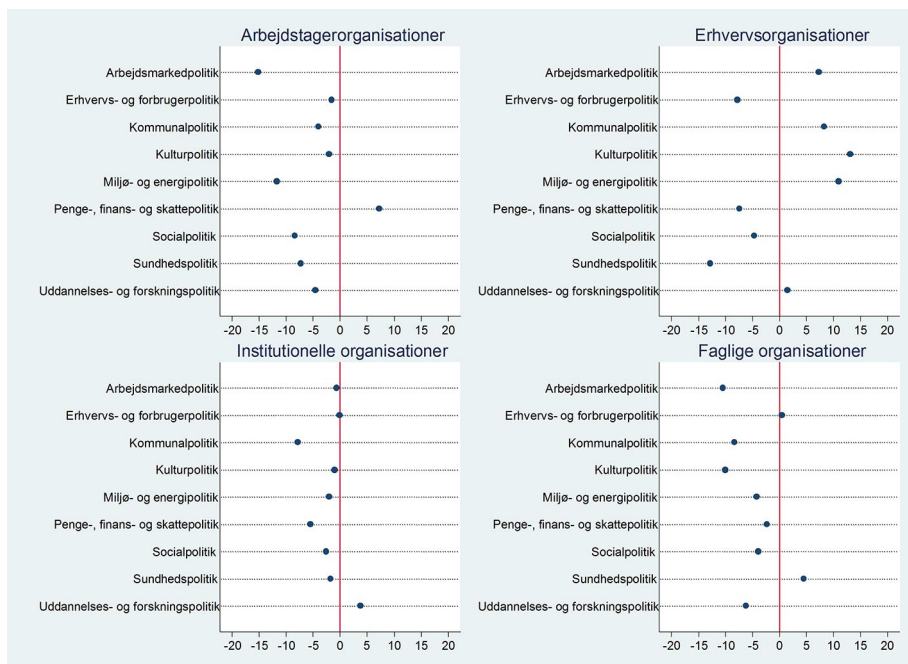 Arbejdstagerorganisationer
Arbejdsmarkedpolitik
Erhvervs- og forbrugerpolitik
Kommunalpolitik
Kulturpolitik
Miljø- og energipolitik
Penge-, finans- og skattepolitik
Socialpolitik
Sundhedspolitik
Uddannelses- og forskningspolitik
-20 -15 -10 -5 0 5 10 15 20
Erhvervsorganisationer
Arbejdsmarkedpolitik
Erhvervs- og forbrugerpolitik
Kommunalpolitik
Kulturpolitik
Miljø- og energipolitik
Penge-, finans- og skattepolitik
Socialpolitik
Sundhedspolitik
Uddannelses- og forskningspolitik
-20 -15 -10 -5 0 5 10 15 20
Institutionelle organisationer
Arbejdsmarkedpolitik
Erhvervs- og forbrugerpolitik
Kommunalpolitik
Kulturpolitik
Miljø- og energipolitik
Penge-, finans- og skattepolitik
Socialpolitik
Sundhedspolitik
Uddannelses- og forskningspolitik
-20 -15 -10 -5 0 5 10 15 20
Faglige organisationer
Arbejdsmarkedpolitik
Erhvervs- og forbrugerpolitik
Kommunalpolitik
Kulturpolitik
Miljø- og energipolitik
Penge-, finans- og skattepolitik
Socialpolitik
Sundhedspolitik
Uddannelses- og forskningspolitik
-20 -15 -10 -5 0 5 10 15 20